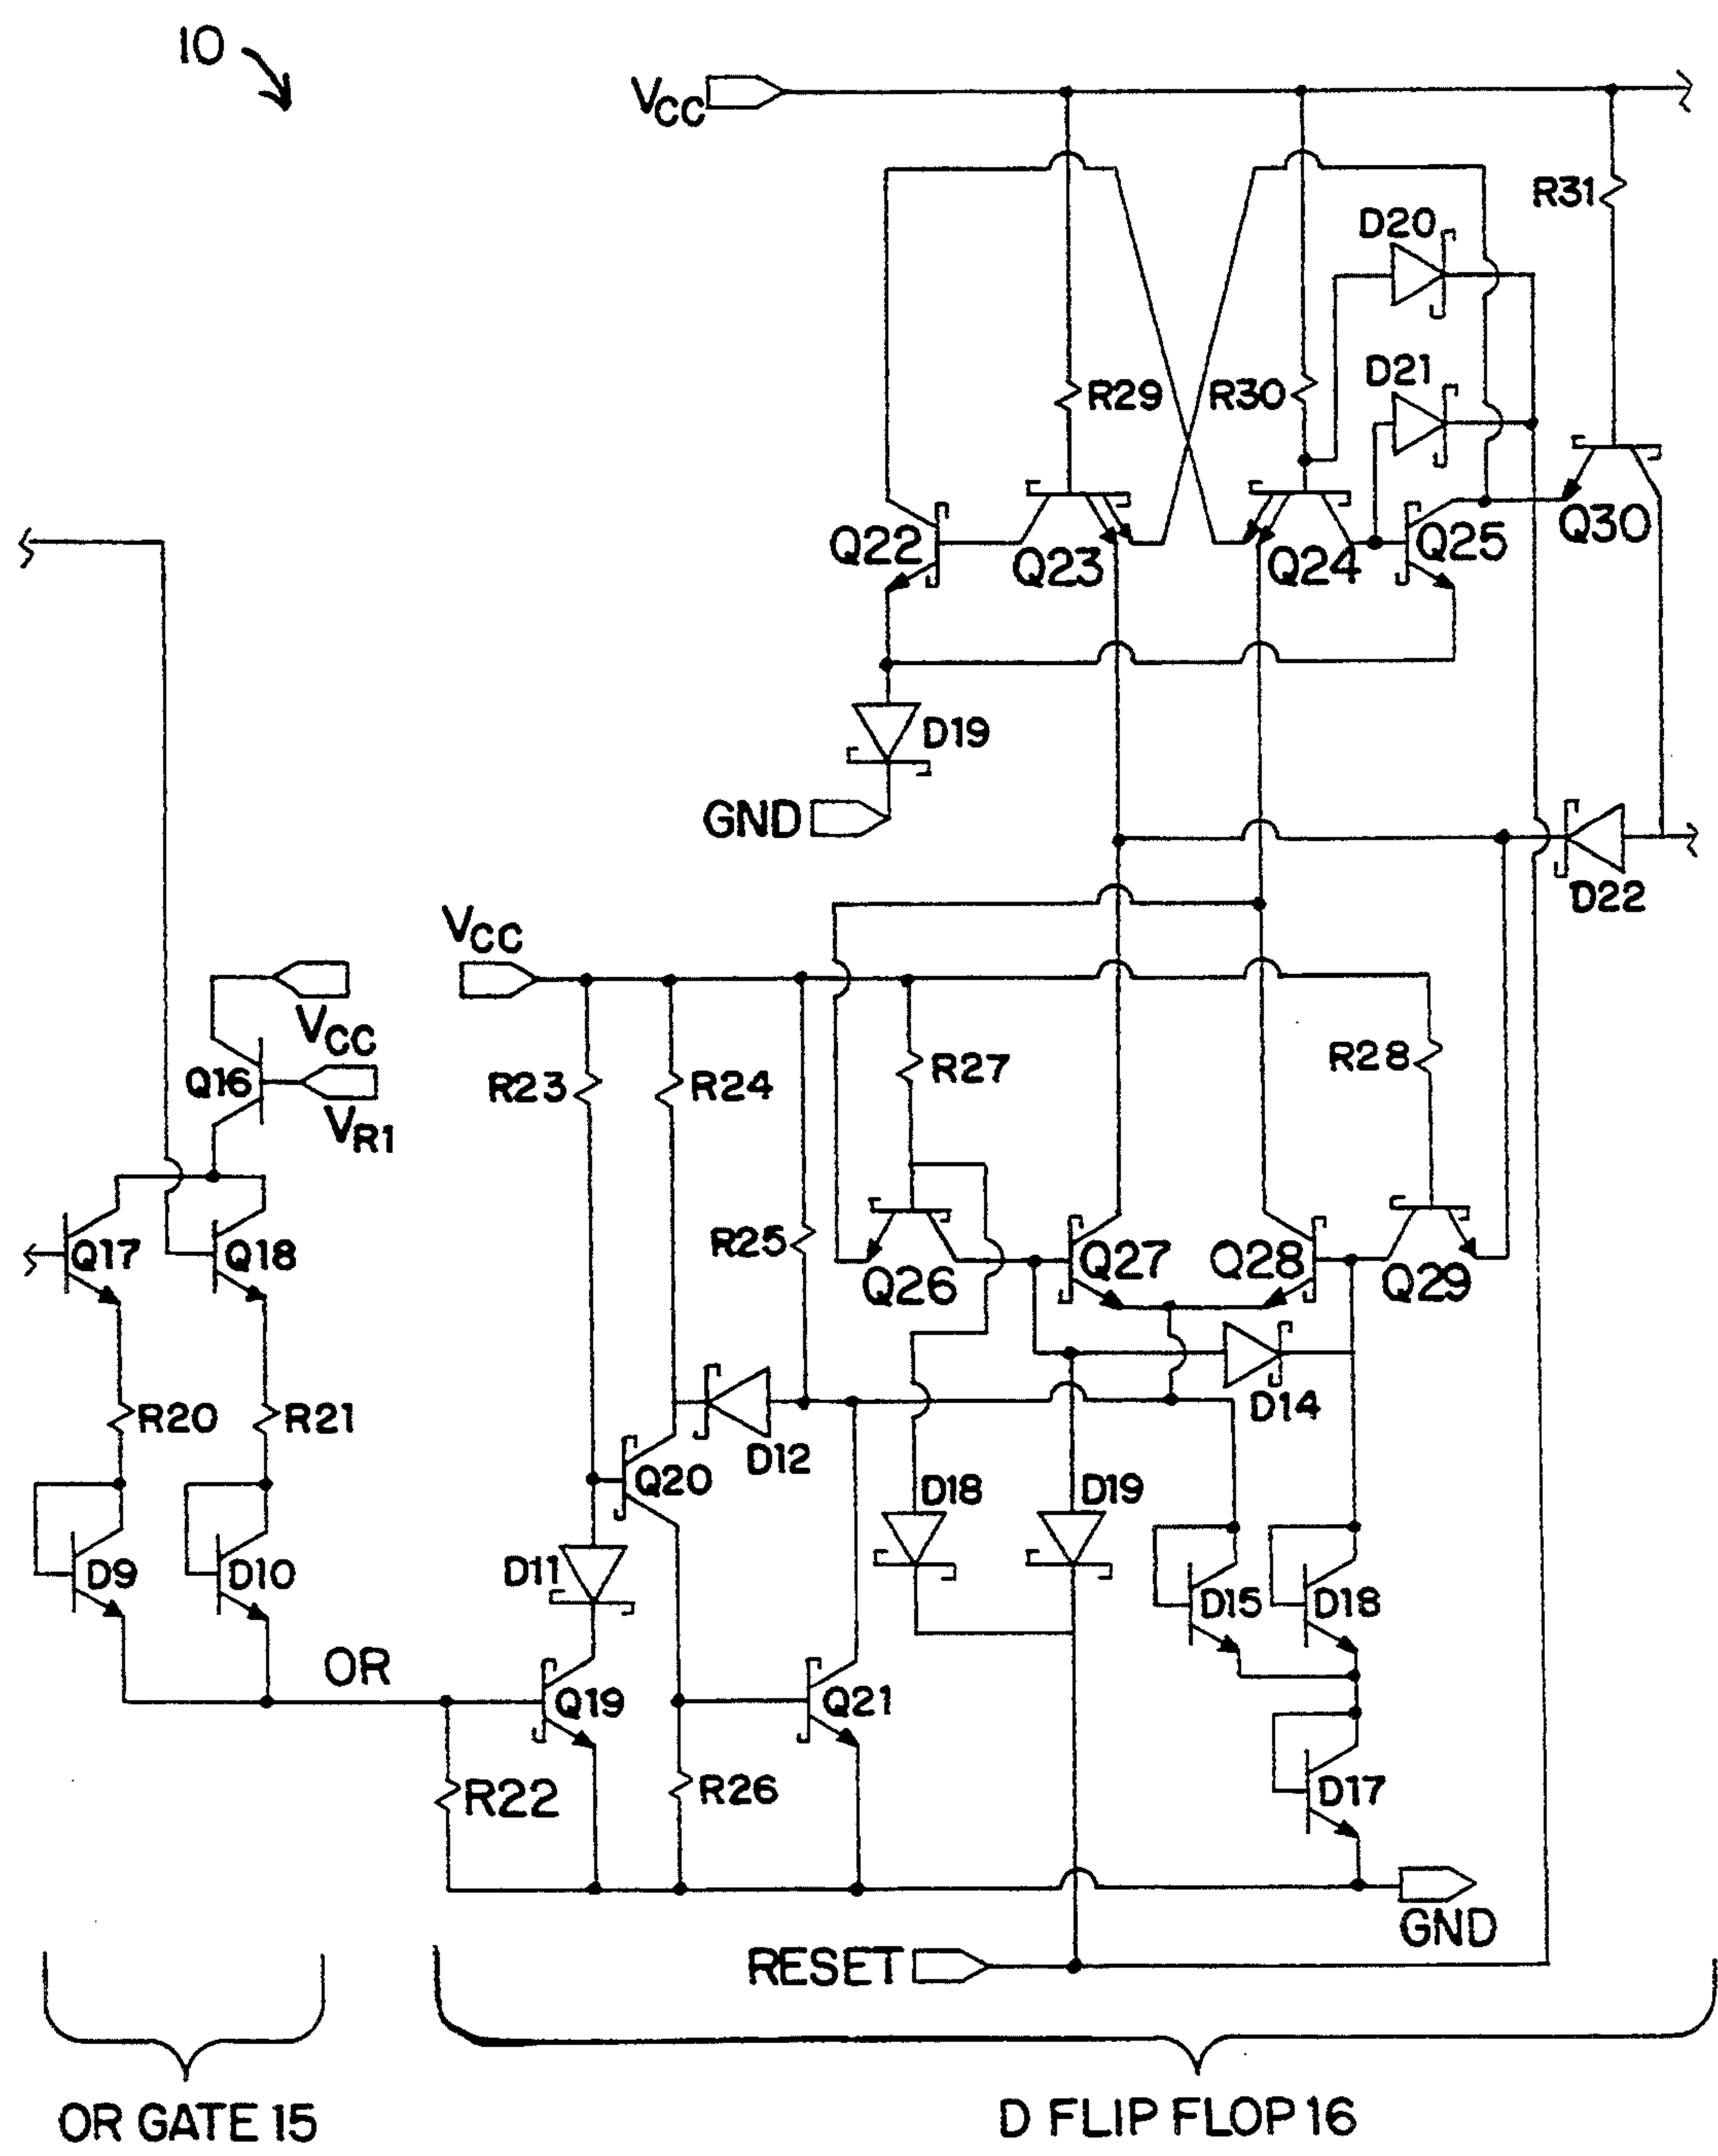 10
VCC
R31
D20
D21
R29
R30
Q22
Q23
Q24
Q25
Q30
D19
GND
D22
VCC
VCC
Q16
VR1
R23
R24
R27
R28
R25
Q17
Q18
Q26
Q27
Q28
Q29
R20
R21
D12
D14
Q20
D18
D19
D9
D10
D11
D15
D18
OR
Q19
Q21
R22
R26
D17
GND
RESET
OR GATE 15
D FLIP FLOP 16